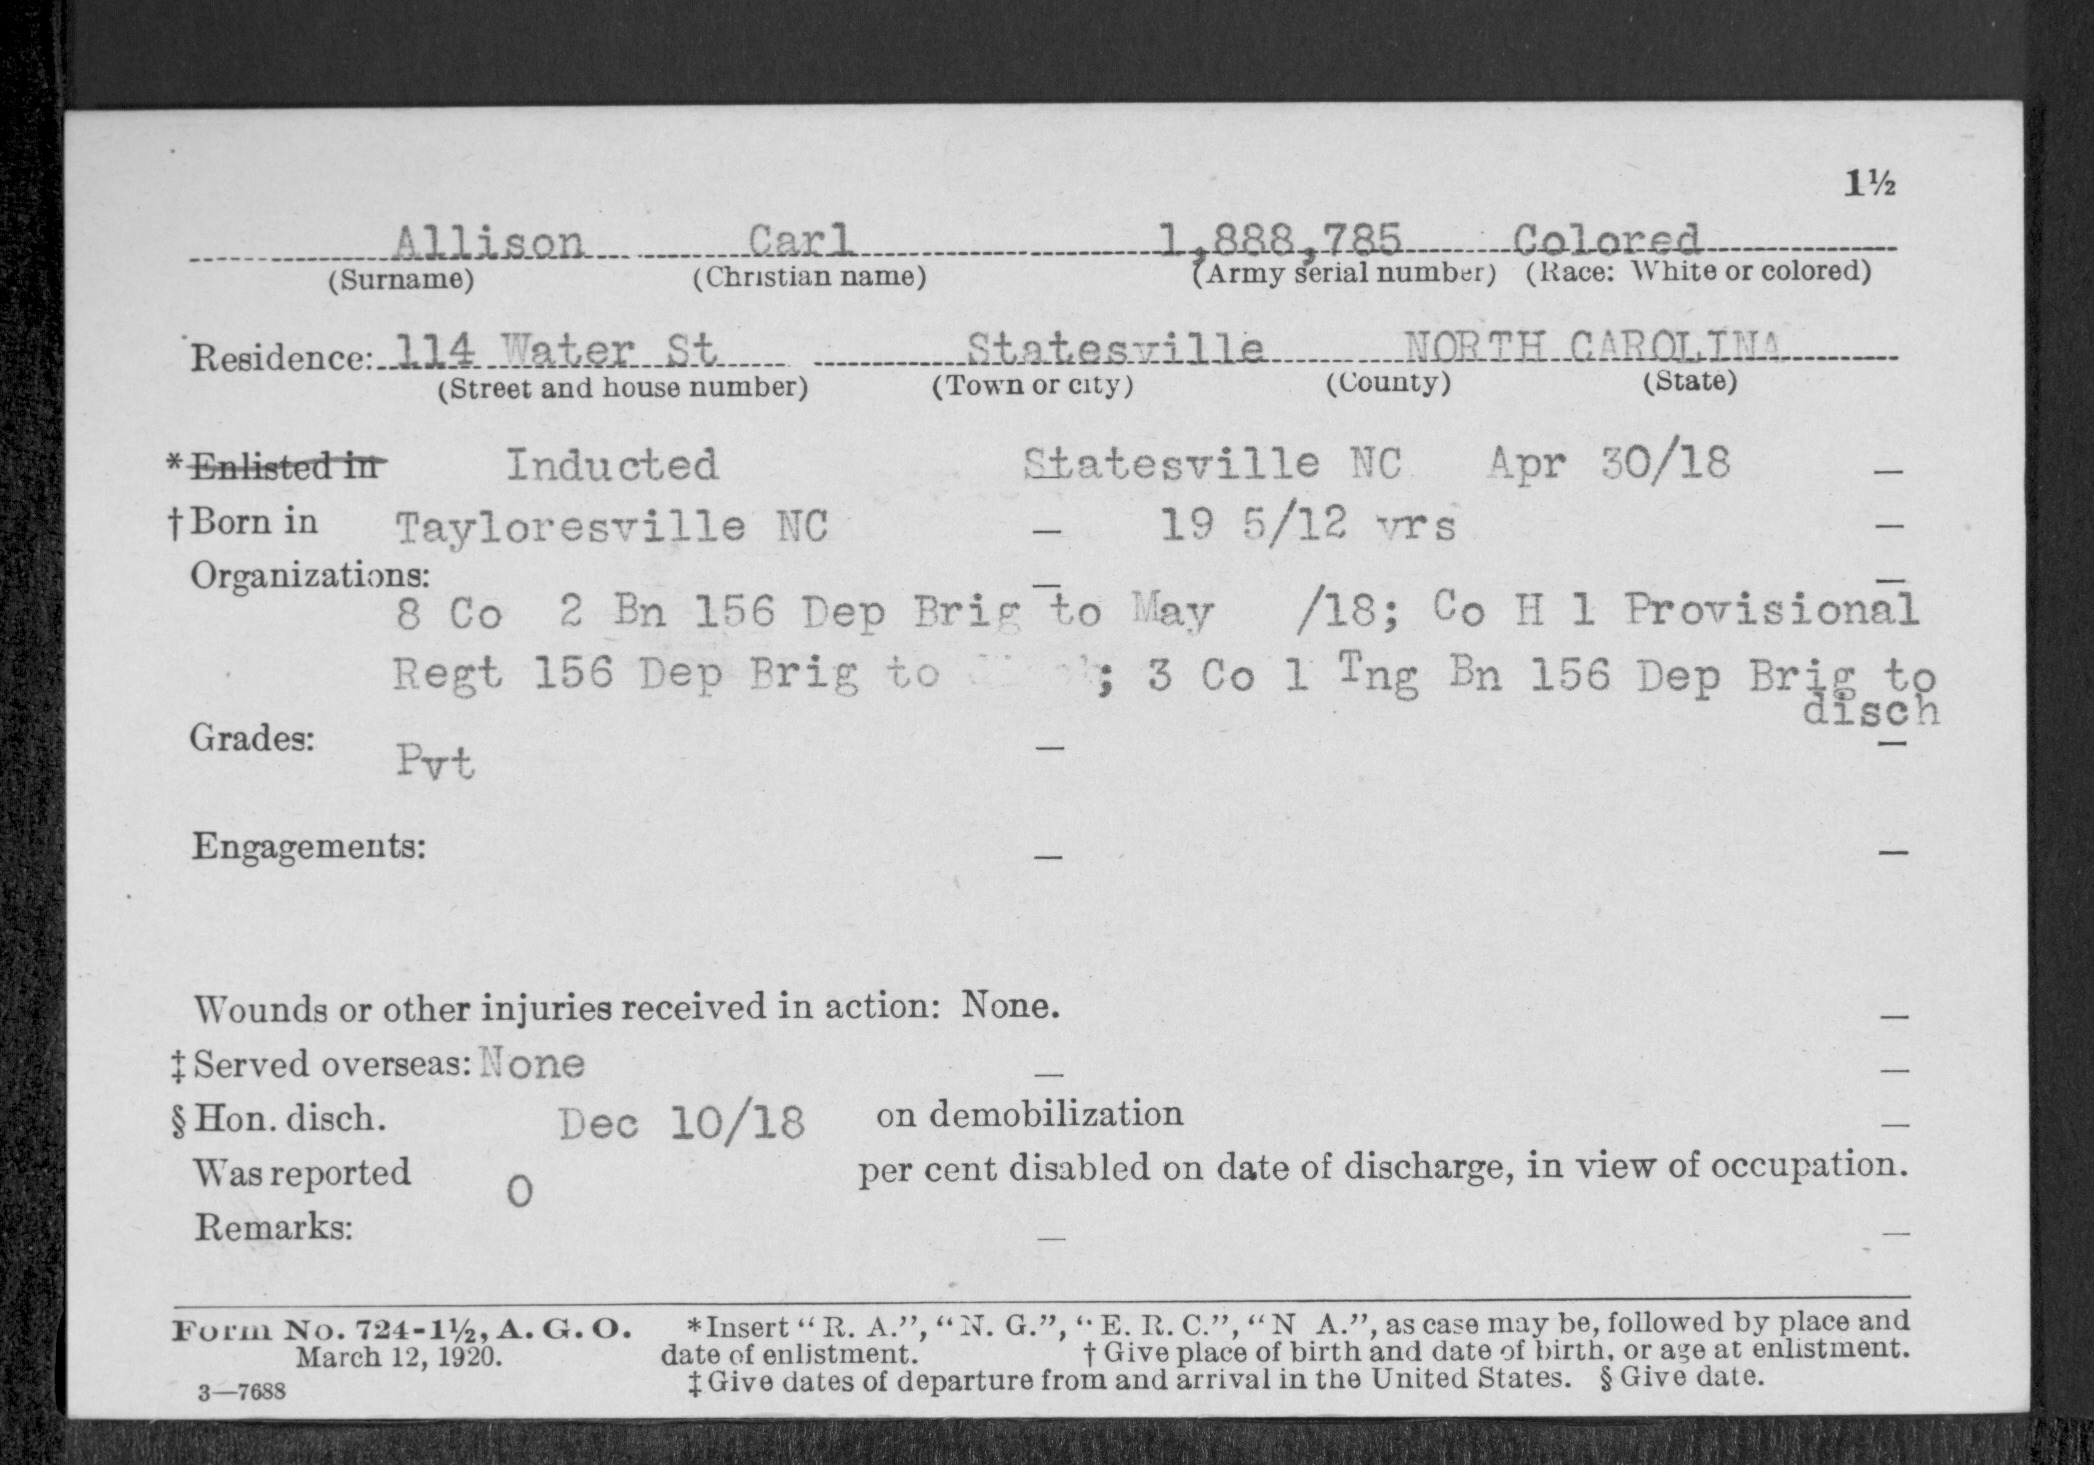 1½
Allison Carl 1,888,785 Colored
(Surname) (Christian name) (Army serial number) (Race: White or colored)
Residence: 114 Water St Statesville NORTH CAROLINA
(Street and house number) (Town or city) (County) (State)
*Enlisted in Inducted Statesville NC Apr 30/18 —
†Born in Tayloresville NC — 19 5/12 yrs —
Organizations: — —
8 Co 2 Bn 156 Dep Brig to May /18; Co H 1 Provisional
Regt 156 Dep Brig to ; 3 Co 1 Tng Bn 156 Dep Brig to
disch
Grades: Pvt — —
Engagements: — —
Wounds or other injuries received in action: None. —
‡Served overseas: None — —
§Hon. disch. Dec 10/18 on demobilization —
Was reported 0 per cent disabled on date of discharge, in view of occupation.
Remarks: — —
Form No. 724-1½, A. G. O. *Insert "R. A.", "N. G.", "E. R. C.", "N A.", as case may be, followed by place and
March 12, 1920. date of enlistment. †Give place of birth and date of birth, or age at enlistment.
3—7688 ‡Give dates of departure from and arrival in the United States. §Give date.